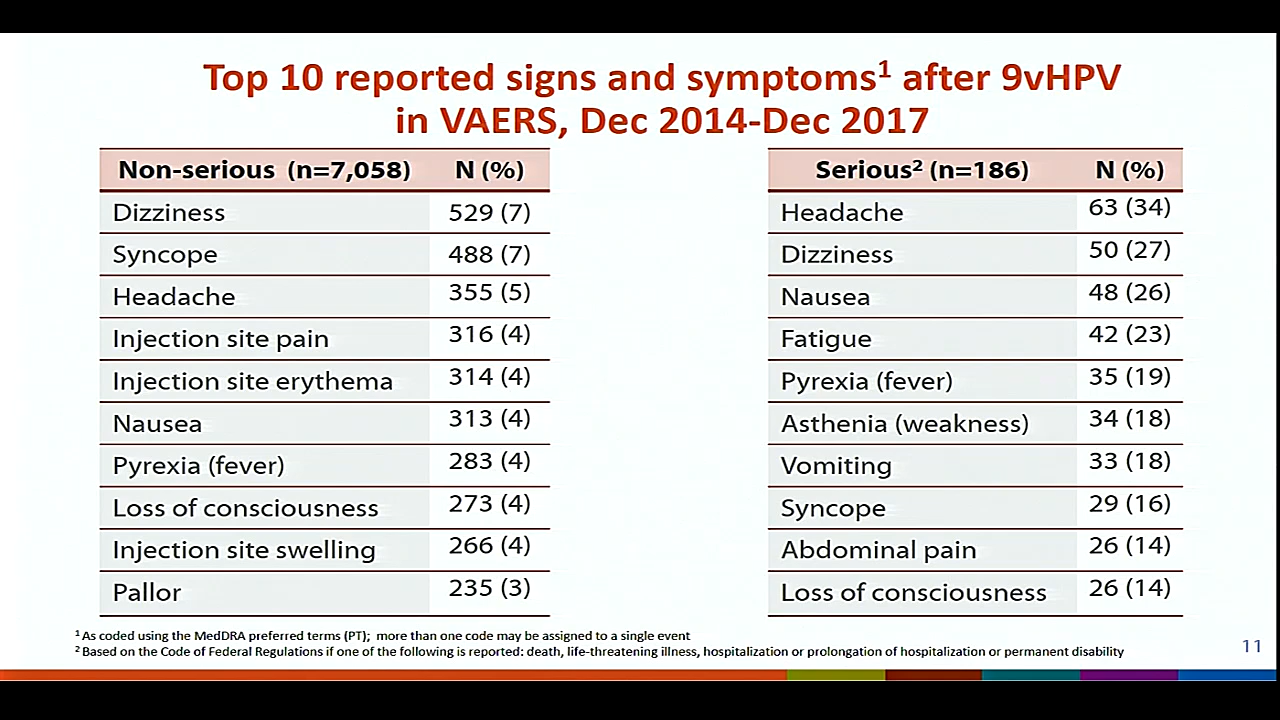 Top 10 reported signs and symptoms¹ after 9vHPV
in VAERS, Dec 2014-Dec 2017
Non-serious (n=7,058) N (%)
Dizziness 529 (7)
Syncope 488 (7)
Headache 355 (5)
Injection site pain 316 (4)
Injection site erythema 314 (4)
Nausea 313 (4)
Pyrexia (fever) 283 (4)
Loss of consciousness 273 (4)
Injection site swelling 266 (4)
Pallor 235 (3)
Serious² (n=186) N (%)
Headache 63 (34)
Dizziness 50 (27)
Nausea 48 (26)
Fatigue 42 (23)
Pyrexia (fever) 35 (19)
Asthenia (weakness) 34 (18)
Vomiting 33 (18)
Syncope 29 (16)
Abdominal pain 26 (14)
Loss of consciousness 26 (14)
¹ As coded using the MedDRA preferred terms (PT); more than one code may be assigned to a single event
² Based on the Code of Federal Regulations if one of the following is reported: death, life-threatening illness, hospitalization or prolongation of hospitalization or permanent disability
11